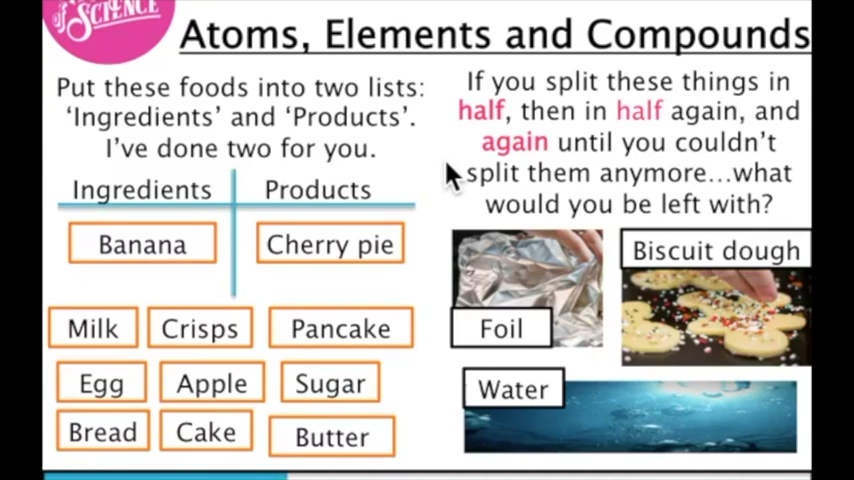 of SCIENCE
Atoms, Elements and Compounds
Put these foods into two lists:
‘Ingredients’ and ‘Products’.
I’ve done two for you.
Ingredients
Products
Banana
Cherry pie
Milk
Crisps
Pancake
Egg
Apple
Sugar
Bread
Cake
Butter
If you split these things in
half, then in half again, and
again until you couldn’t
split them anymore...what
would you be left with?
Foil
Biscuit dough
Water